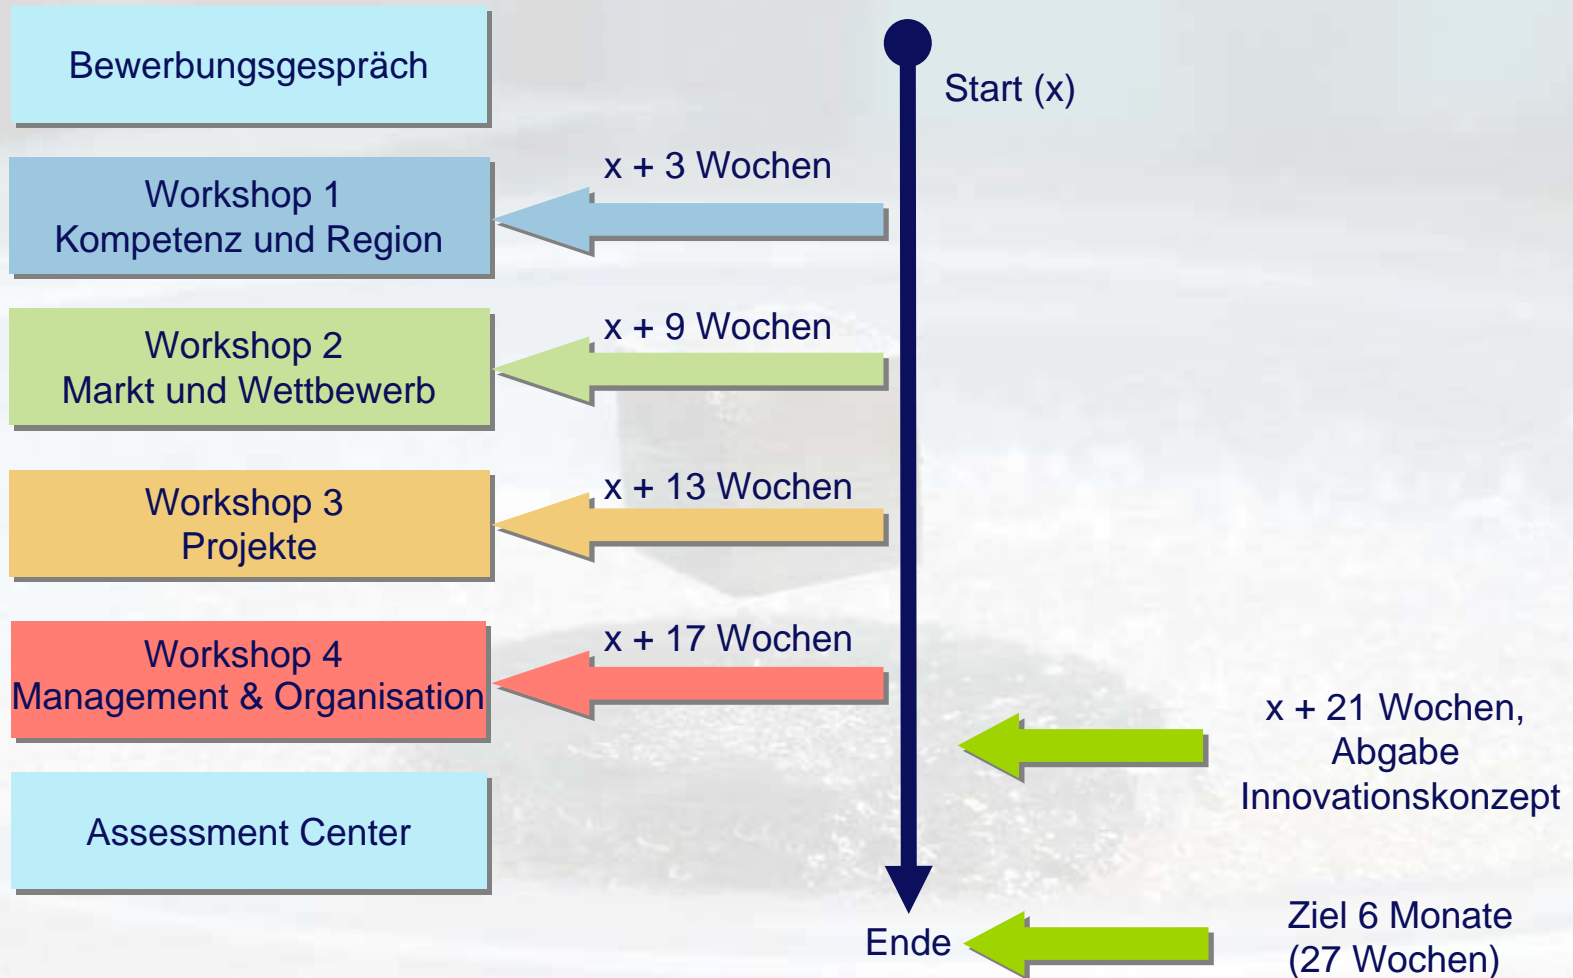 Bewerbungsgespräch
Start (x)
x + 3 Wochen
Workshop 1
Kompetenz und Region
x + 9 Wochen
Workshop 2
Markt und Wettbewerb
x + 13 Wochen
Workshop 3
Projekte
x + 17 Wochen
Workshop 4
Management & Organisation
x + 21 Wochen,
Abgabe
Innovationskonzept
Assessment Center
Ende
Ziel 6 Monate
(27 Wochen)